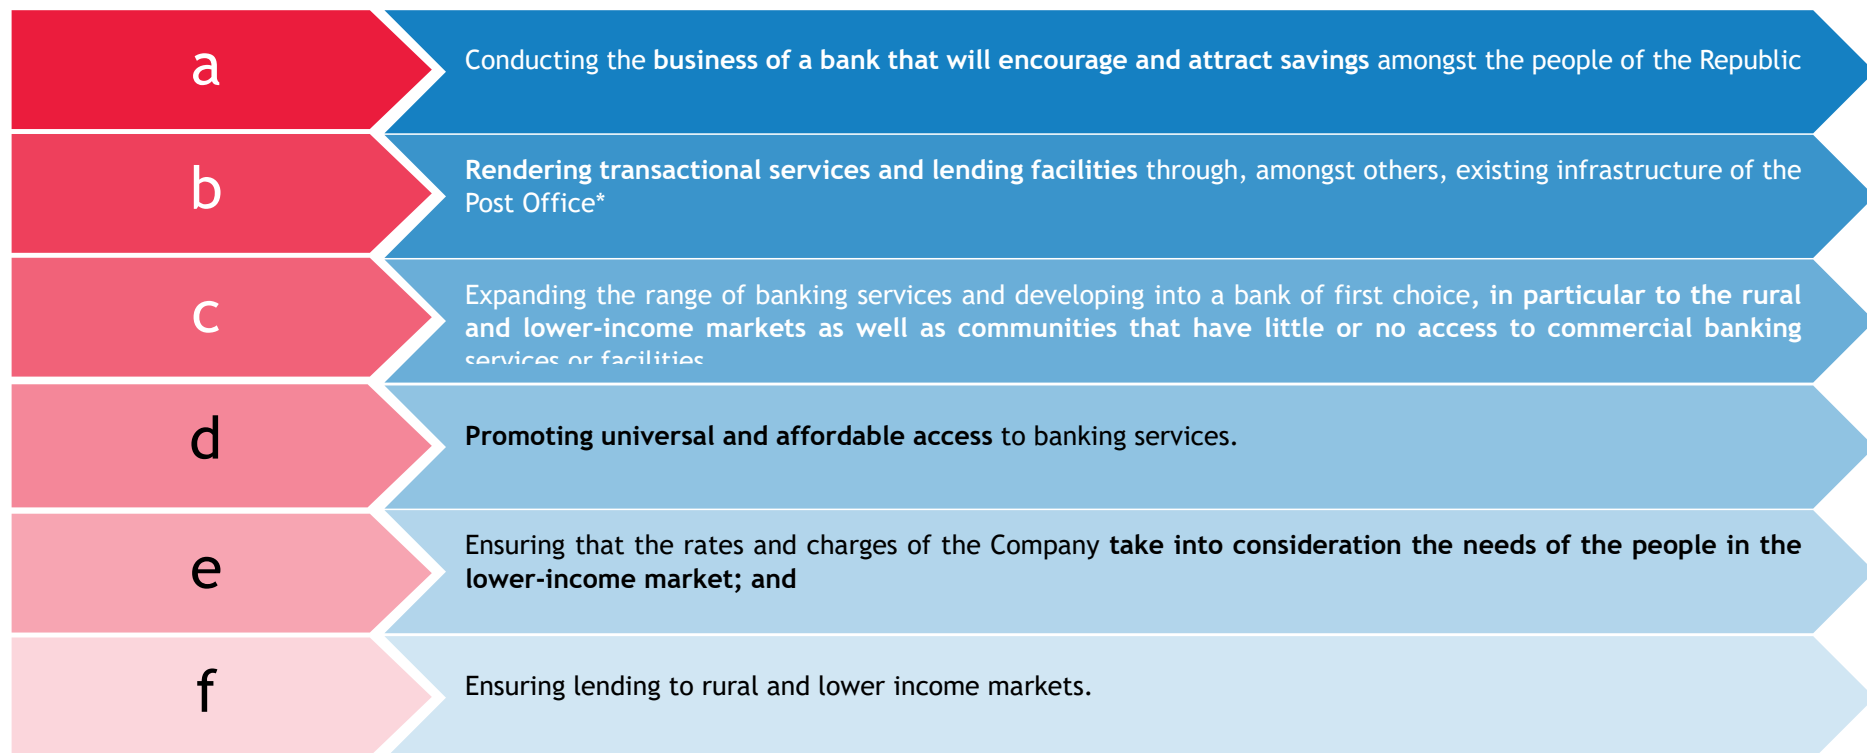 a
Conducting the business of a bank that will encourage and attract savings amongst the people of the Republic
b
Rendering transactional services and lending facilities through, amongst others, existing infrastructure of the
Post Office*
c
Expanding the range of banking services and developing into a bank of first choice, in particular to the rural
and lower-income markets as well as communities that have little or no access to commercial banking
services or facilities
d
Promoting universal and affordable access to banking services.
e
Ensuring that the rates and charges of the Company take into consideration the needs of the people in the
lower-income market; and
f
Ensuring lending to rural and lower income markets.